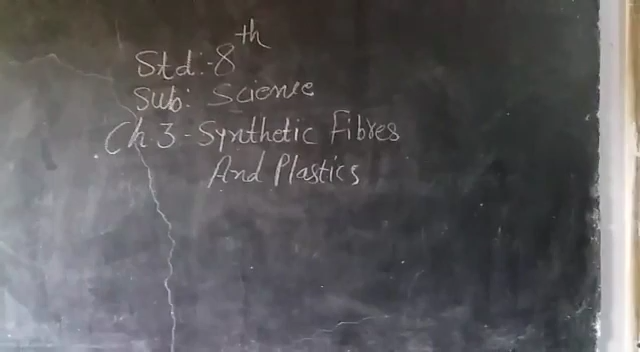 Std:-8th
Sub: Science
Ch 3 - Synthetic Fibres
And Plastics